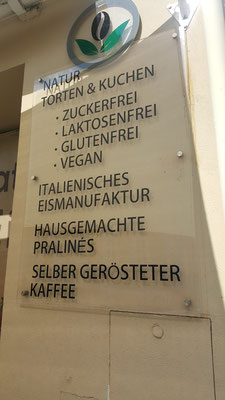 NATUR
TORTEN & KUCHEN
· ZUCKERFREI
· LAKTOSENFREI
· GLUTENFREI
· VEGAN
ITALIENISCHES
EISMANUFAKTUR
HAUSGEMACHTE
PRALINÉS
SELBER GERÖSTETER
KAFFEE